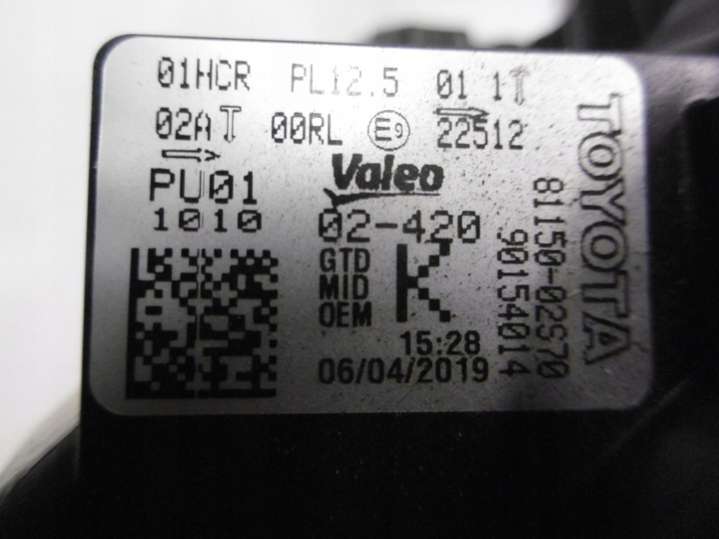 01HCR PL12.5 01 1T
02A T 00RL E9 22512
PU01
1010
Valeo
02-420
GTD
MID
OEM
K
15:28
06/04/2019
TOYOTA
81150-02S70
90154014